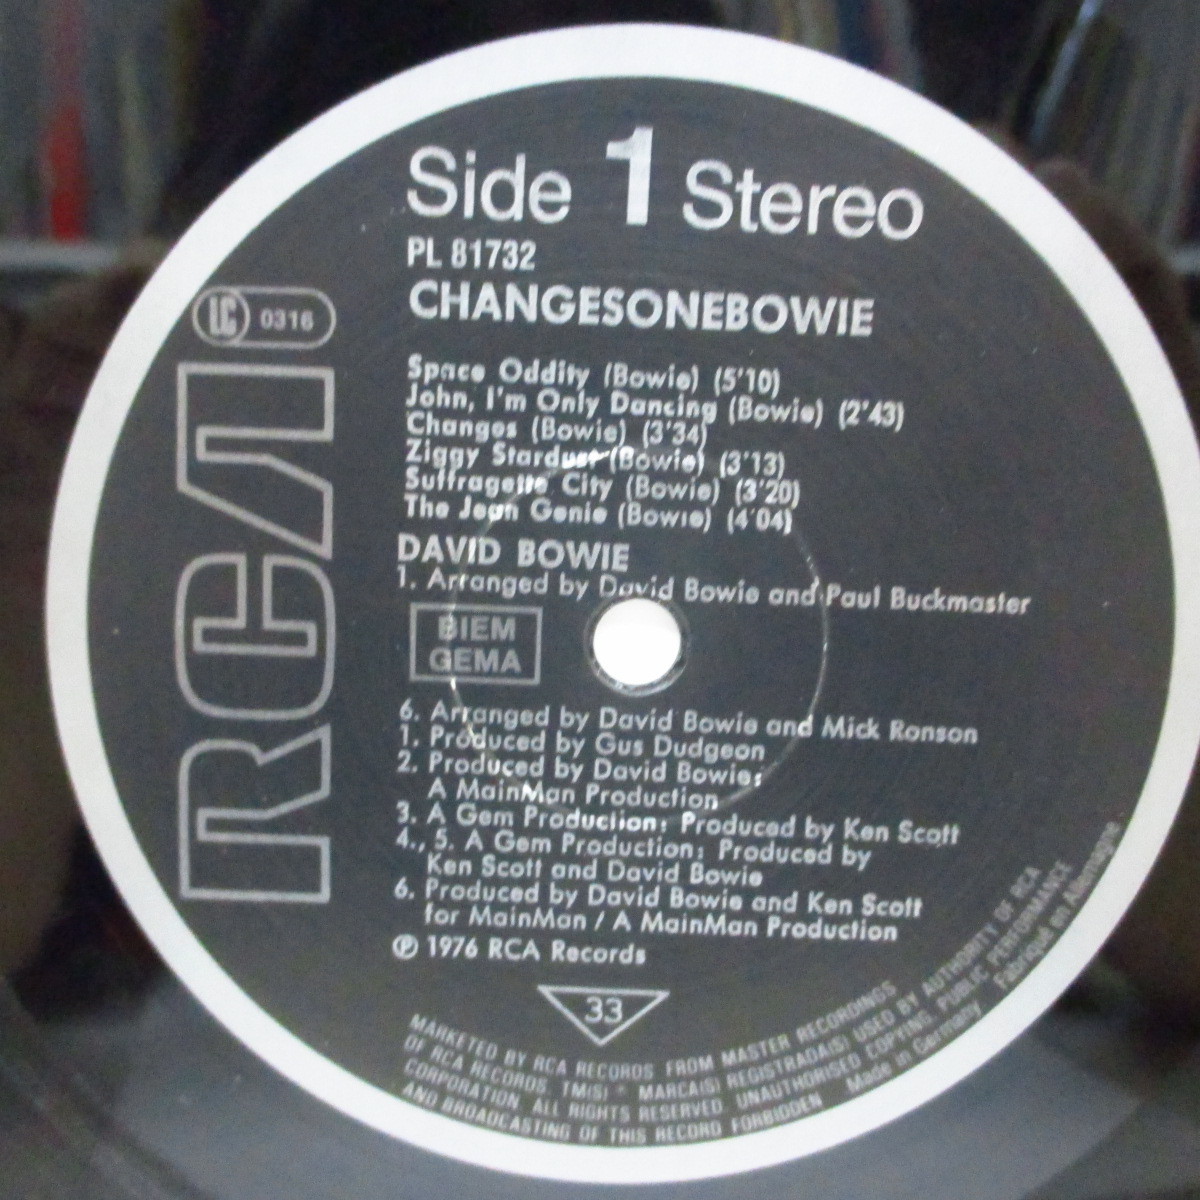 Side 1 Stereo
PL 81732
CHANGESONEBOWIE
LC 0316
RCA
Space Oddity (Bowie) (5'10)
John, I'm Only Dancing (Bowie) (2'43)
Changes (Bowie) (3'34)
Ziggy Stardust (Bowie) (3'13)
Suffragette City (Bowie) (3'20)
The Jean Genie (Bowie) (4'04)
DAVID BOWIE
1. Arranged by David Bowie and Paul Buckmaster
BIEM
GEMA
6. Arranged by David Bowie and Mick Ronson
1. Produced by Gus Dudgeon
2. Produced by David Bowie;
A MainMan Production
3. A Gem Production; Produced by Ken Scott
4., 5. A Gem Production; Produced by
Ken Scott and David Bowie
6. Produced by David Bowie and Ken Scott
for MainMan / A MainMan Production
℗ 1976 RCA Records
33
MARKETED BY RCA RECORDS FROM MASTER RECORDINGS
OF RCA RECORDS. TM(S) ® MARCA(S) REGISTRADA(S) USED BY AUTHORITY OF RCA
CORPORATION. ALL RIGHTS RESERVED. UNAUTHORISED COPYING, PUBLIC PERFORMANCE
AND BROADCASTING OF THIS RECORD FORBIDDEN Made in Germany Fabriqué en Allemagne